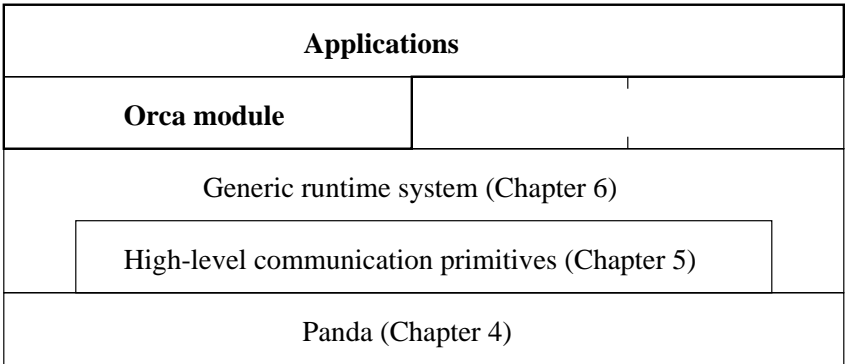 Applications
Orca module
Generic runtime system (Chapter 6)
High-level communication primitives (Chapter 5)
Panda (Chapter 4)